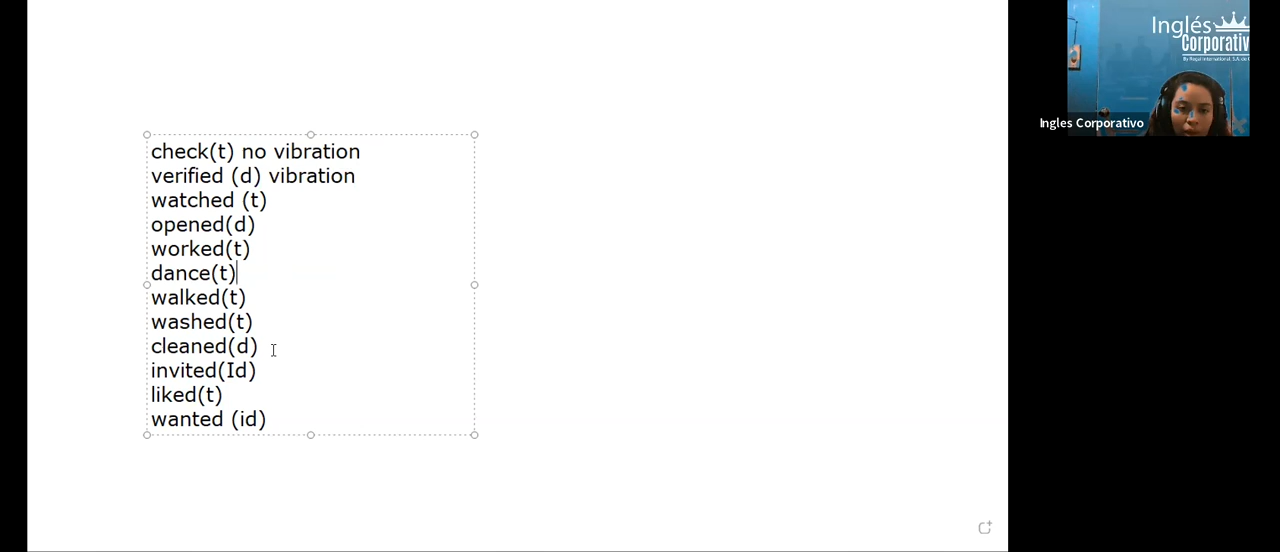 check(t) no vibration
verified (d) vibration
watched (t)
opened(d)
worked(t)
dance(t)
walked(t)
washed(t)
cleaned(d)
invited(Id)
liked(t)
wanted (id)
Inglés
Corporativ
Ingles Corporativo